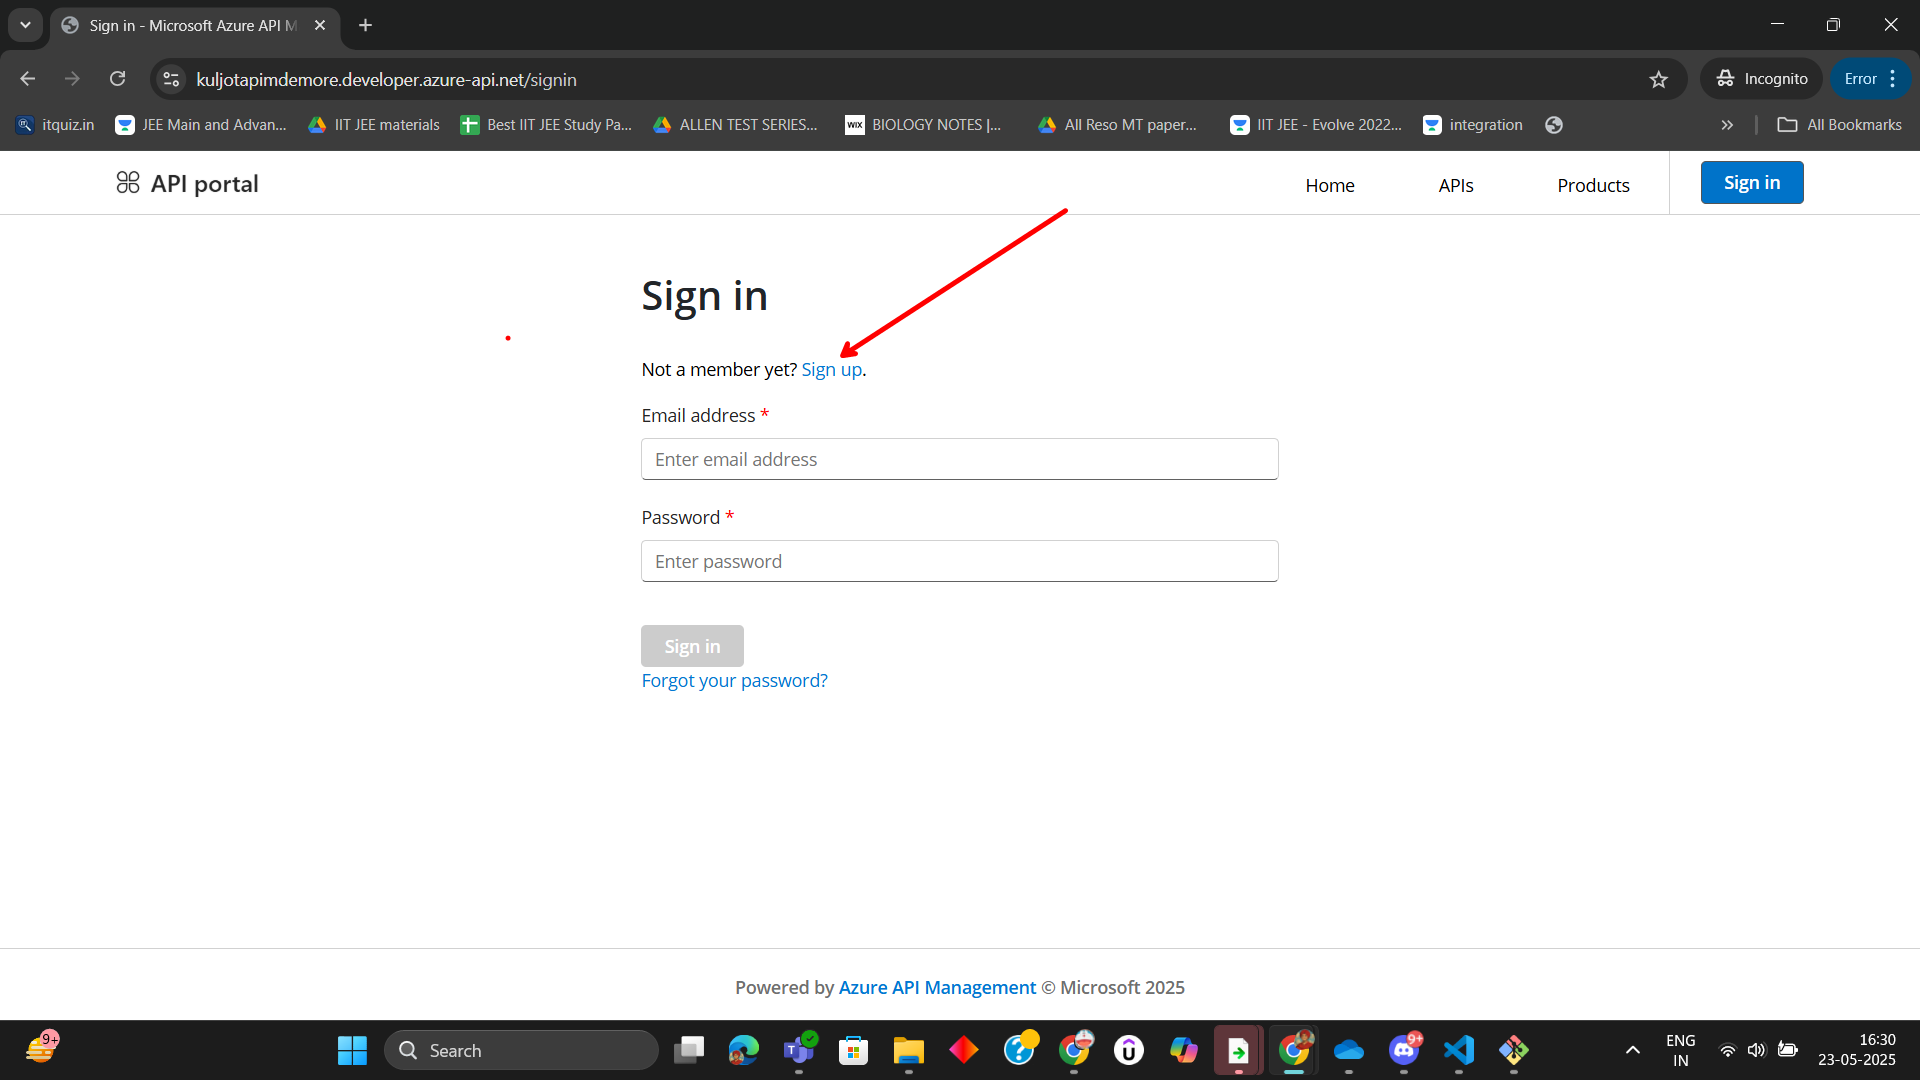 Sign in - Microsoft Azure API M
kuljotapimdemore.developer.azure-api.net/signin
Incognito
Error
itquiz.in
JEE Main and Advan...
IIT JEE materials
Best IIT JEE Study Pa...
ALLEN TEST SERIES...
WIX BIOLOGY NOTES |...
All Reso MT paper...
IIT JEE - Evolve 2022...
integration
All Bookmarks
API portal
Home
APIs
Products
Sign in
Sign in
Not a member yet? Sign up.
Email address *
Enter email address
Password *
Enter password
Sign in
Forgot your password?
Powered by Azure API Management © Microsoft 2025
9+
Search
9+
ENG
IN
16:30
23-05-2025